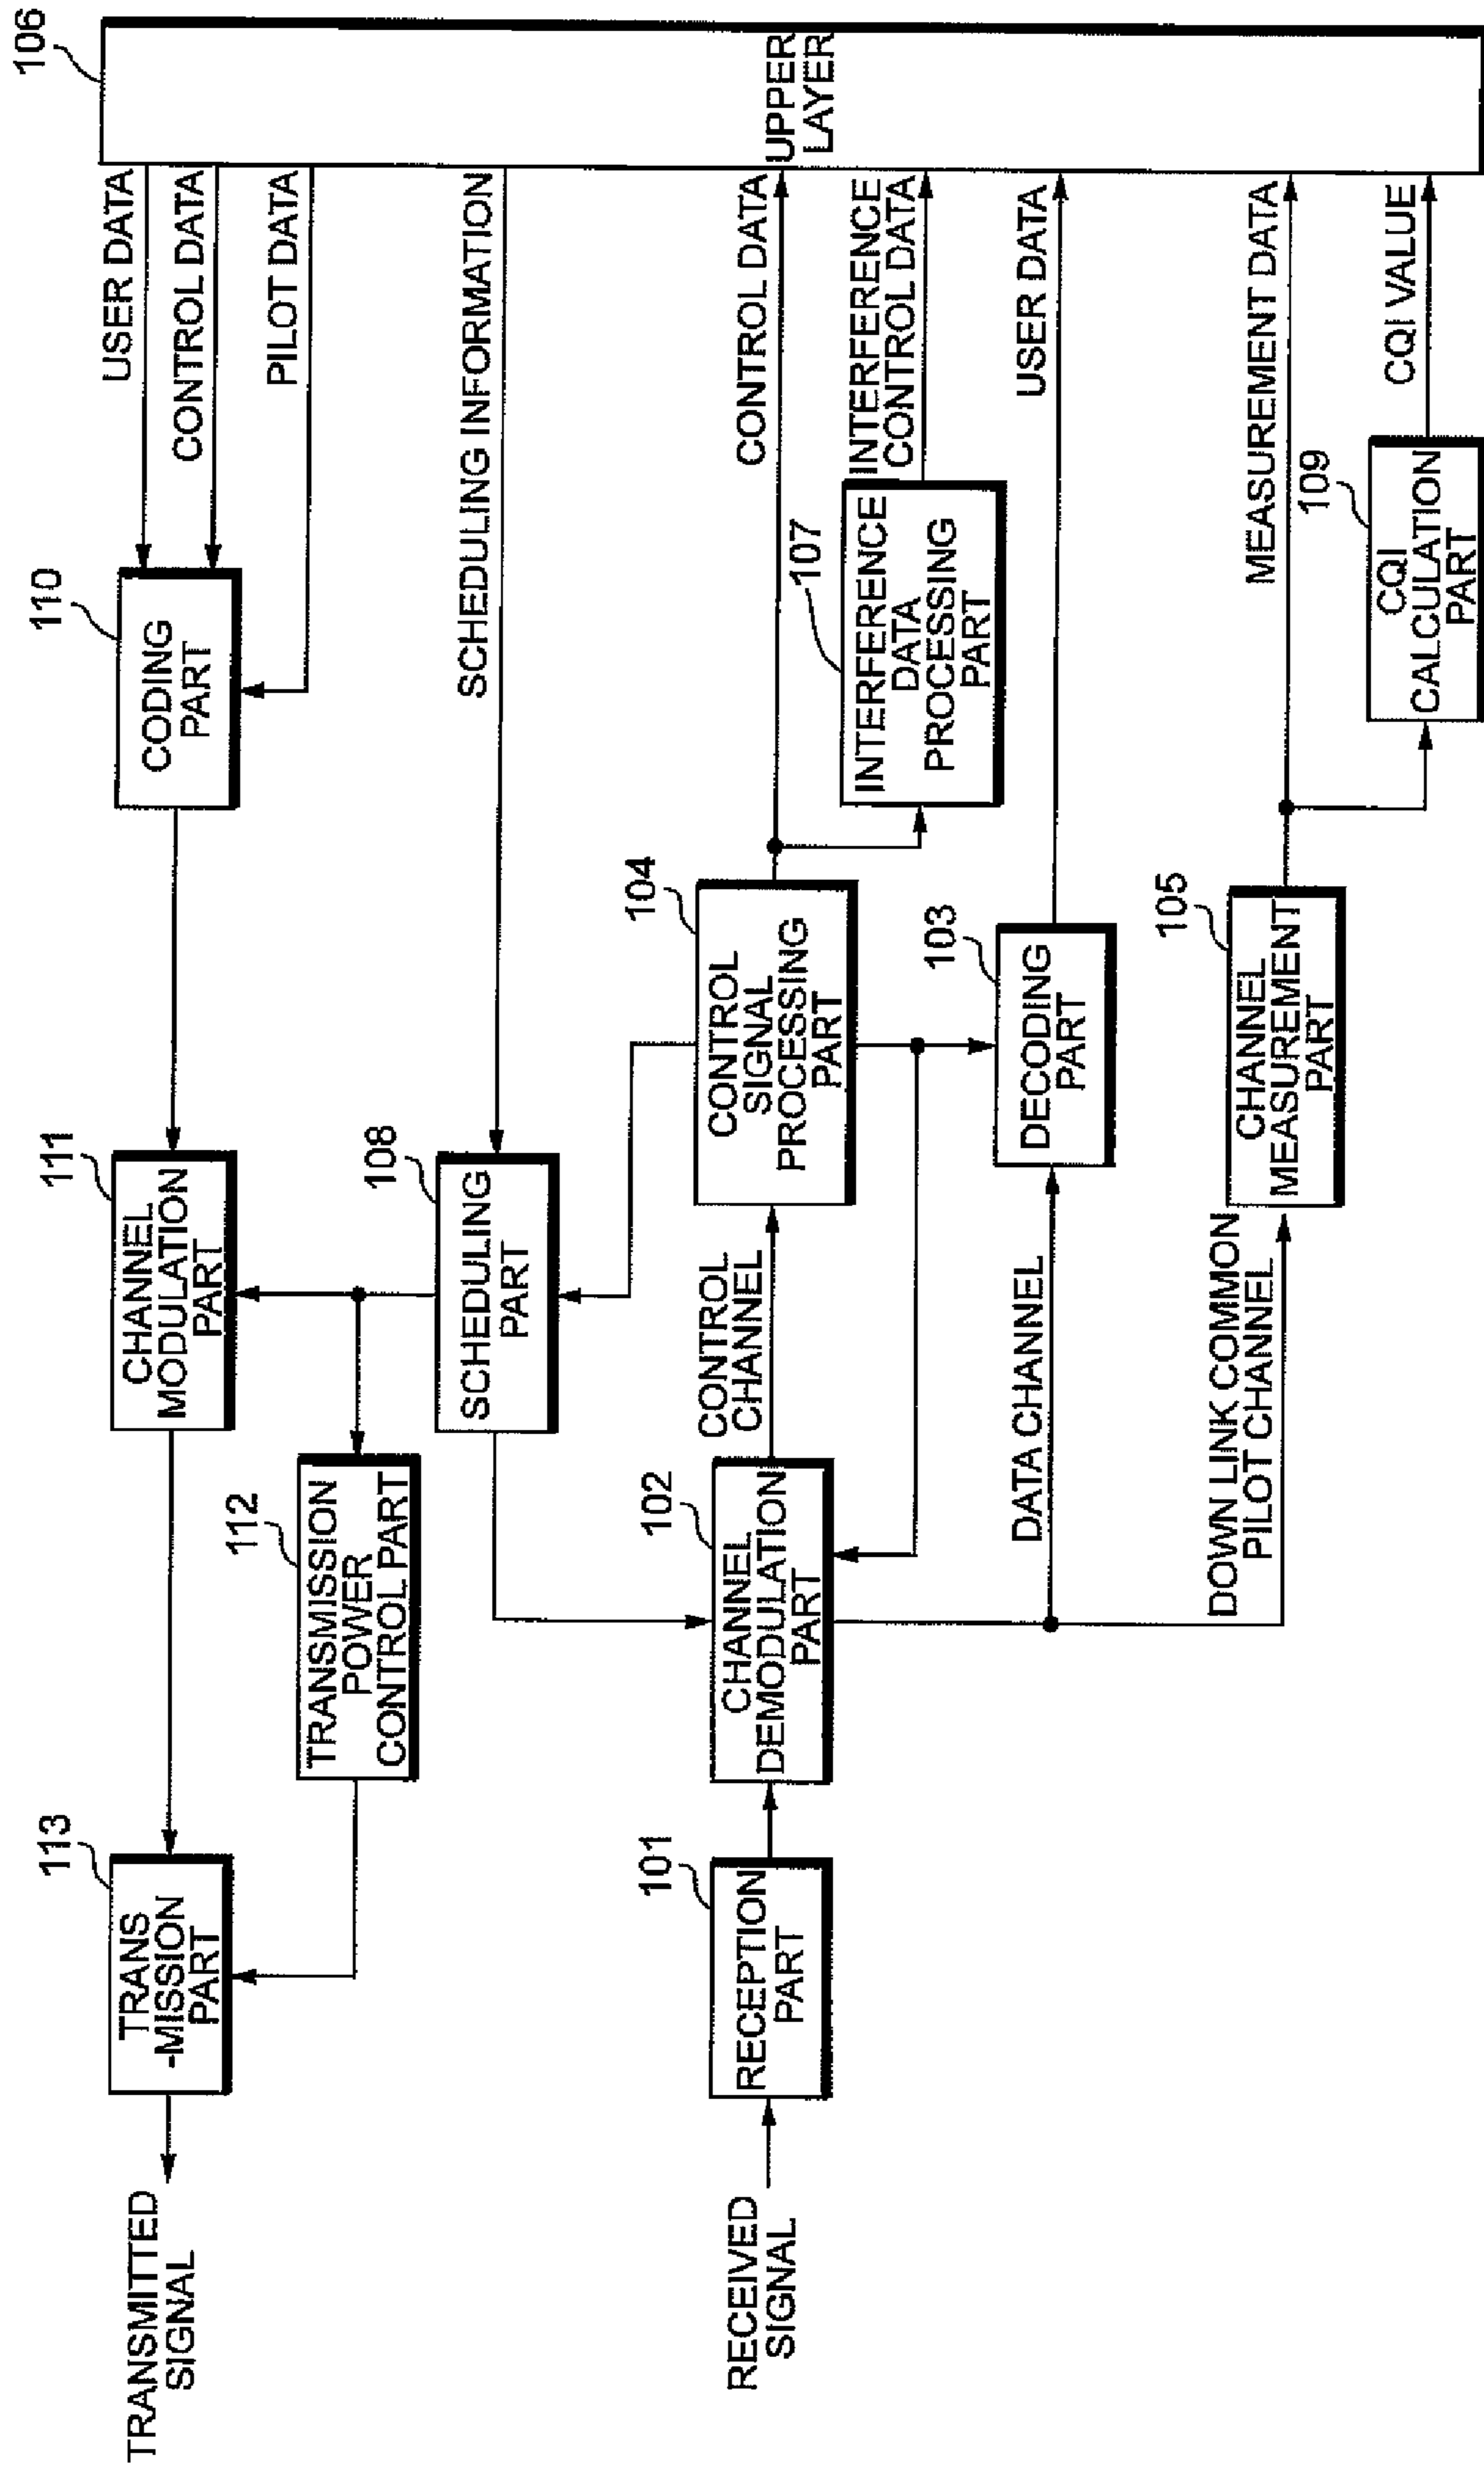 TRANSMITTED
SIGNAL
113
TRANS
-MISSION
PART
112
TRANSMISSION
POWER
CONTROL PART
111
CHANNEL
MODULATION
PART
110
CODING
PART
USER DATA
CONTROL DATA
PILOT DATA
106
UPPER
LAYER
108
SCHEDULING
PART
SCHEDULING INFORMATION
RECEIVED
SIGNAL
101
RECEPTION
PART
102
CHANNEL
DEMODULATION
PART
CONTROL
CHANNEL
104
CONTROL
SIGNAL
PROCESSING
PART
CONTROL DATA
107
INTERFERENCE
DATA
PROCESSING
PART
INTERFERENCE
CONTROL DATA
DATA CHANNEL
103
DECODING
PART
USER DATA
DOWN LINK COMMON
PILOT CHANNEL
105
CHANNEL
MEASUREMENT
PART
MEASUREMENT DATA
109
CQI
CALCULATION
PART
CQI VALUE